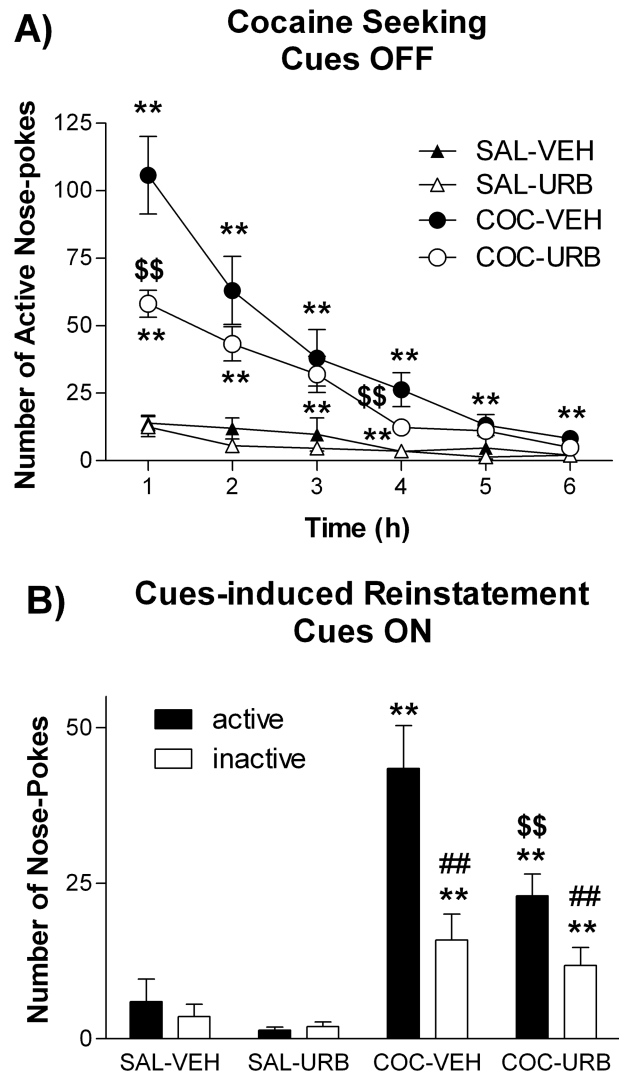 A)
Cocaine Seeking
Cues OFF
Number of Active Nose-pokes
125
100
75
50
25
0
**
**
**
**
**
**
$$
**
**
**
$$
**
SAL-VEH
SAL-URB
COC-VEH
COC-URB
1 2 3 4 5 6
Time (h)
B)
Cues-induced Reinstatement
Cues ON
Number of Nose-Pokes
50
25
0
active
inactive
**
##
**
$$
**
##
**
SAL-VEH SAL-URB COC-VEH COC-URB